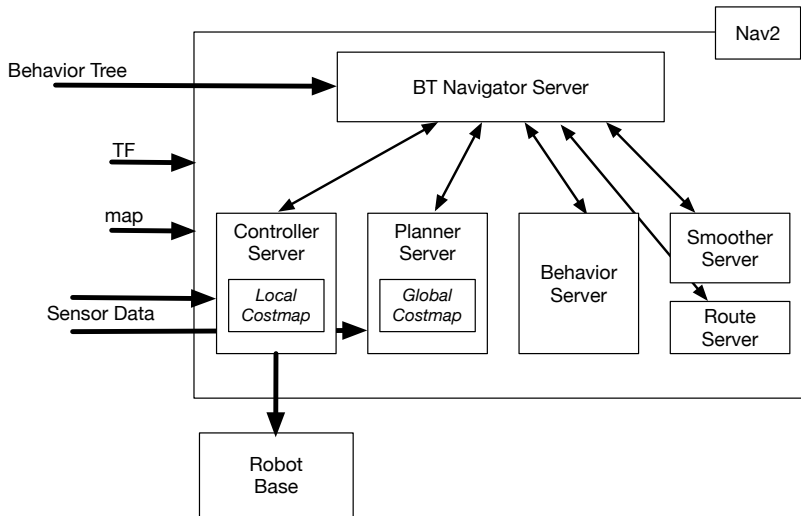 Nav2
Behavior Tree
BT Navigator Server
TF
map
Controller
Server
Planner
Server
Behavior
Server
Smoother
Server
Local
Costmap
Global
Costmap
Sensor Data
Route
Server
Robot
Base